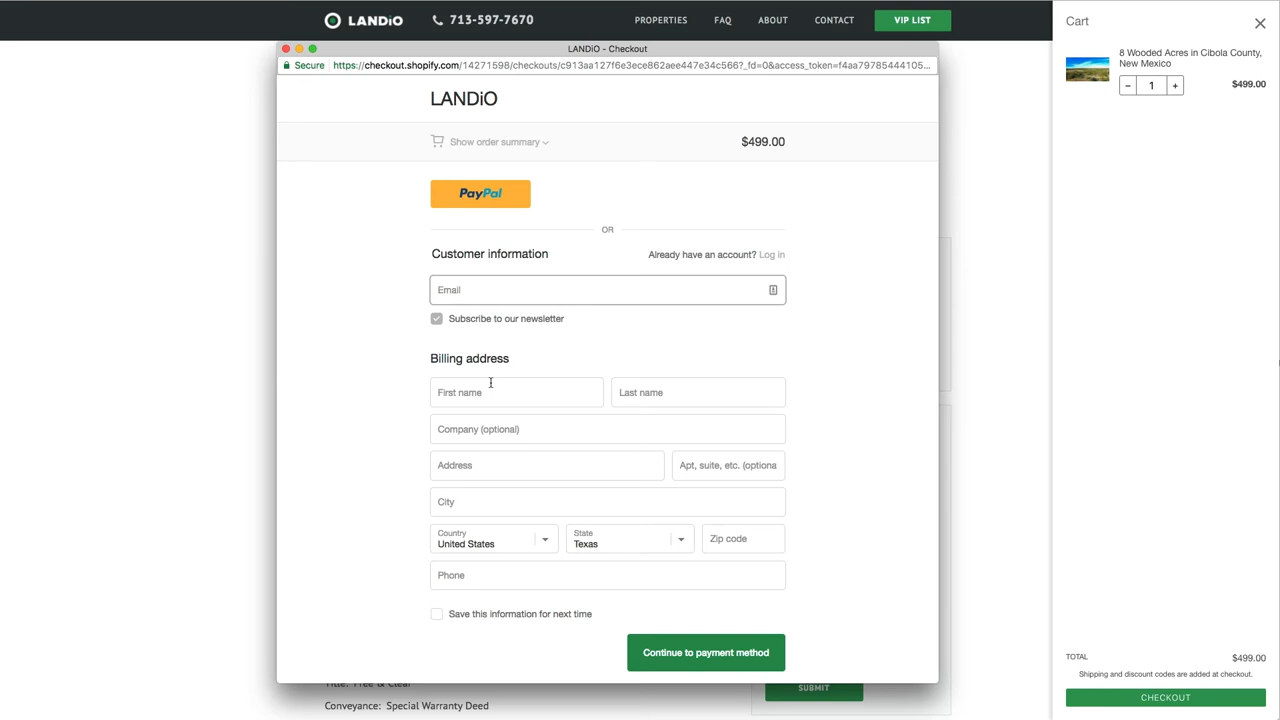 LANDiO
713-597-7670
PROPERTIES
FAQ
ABOUT
CONTACT
VIP LIST
LANDiO - Checkout
Secure https://checkout.shopify.com/14271598/checkouts/c913aa127f6e3ece862aee447e34c566?_fd=0&access_token=f4aa79785444105...
LANDiO
Show order summary
$499.00
PayPal
OR
Customer information
Already have an account? Log in
Email
Subscribe to our newsletter
Billing address
First name
Last name
Company (optional)
Address
Apt, suite, etc. (optiona
City
Country
United States
State
Texas
Zip code
Phone
Save this information for next time
Continue to payment method
Title: Free & Clear
Conveyance: Special Warranty Deed
SUBMIT
Cart
8 Wooded Acres in Cibola County,
New Mexico
- 1 +
$499.00
TOTAL
$499.00
Shipping and discount codes are added at checkout.
CHECKOUT